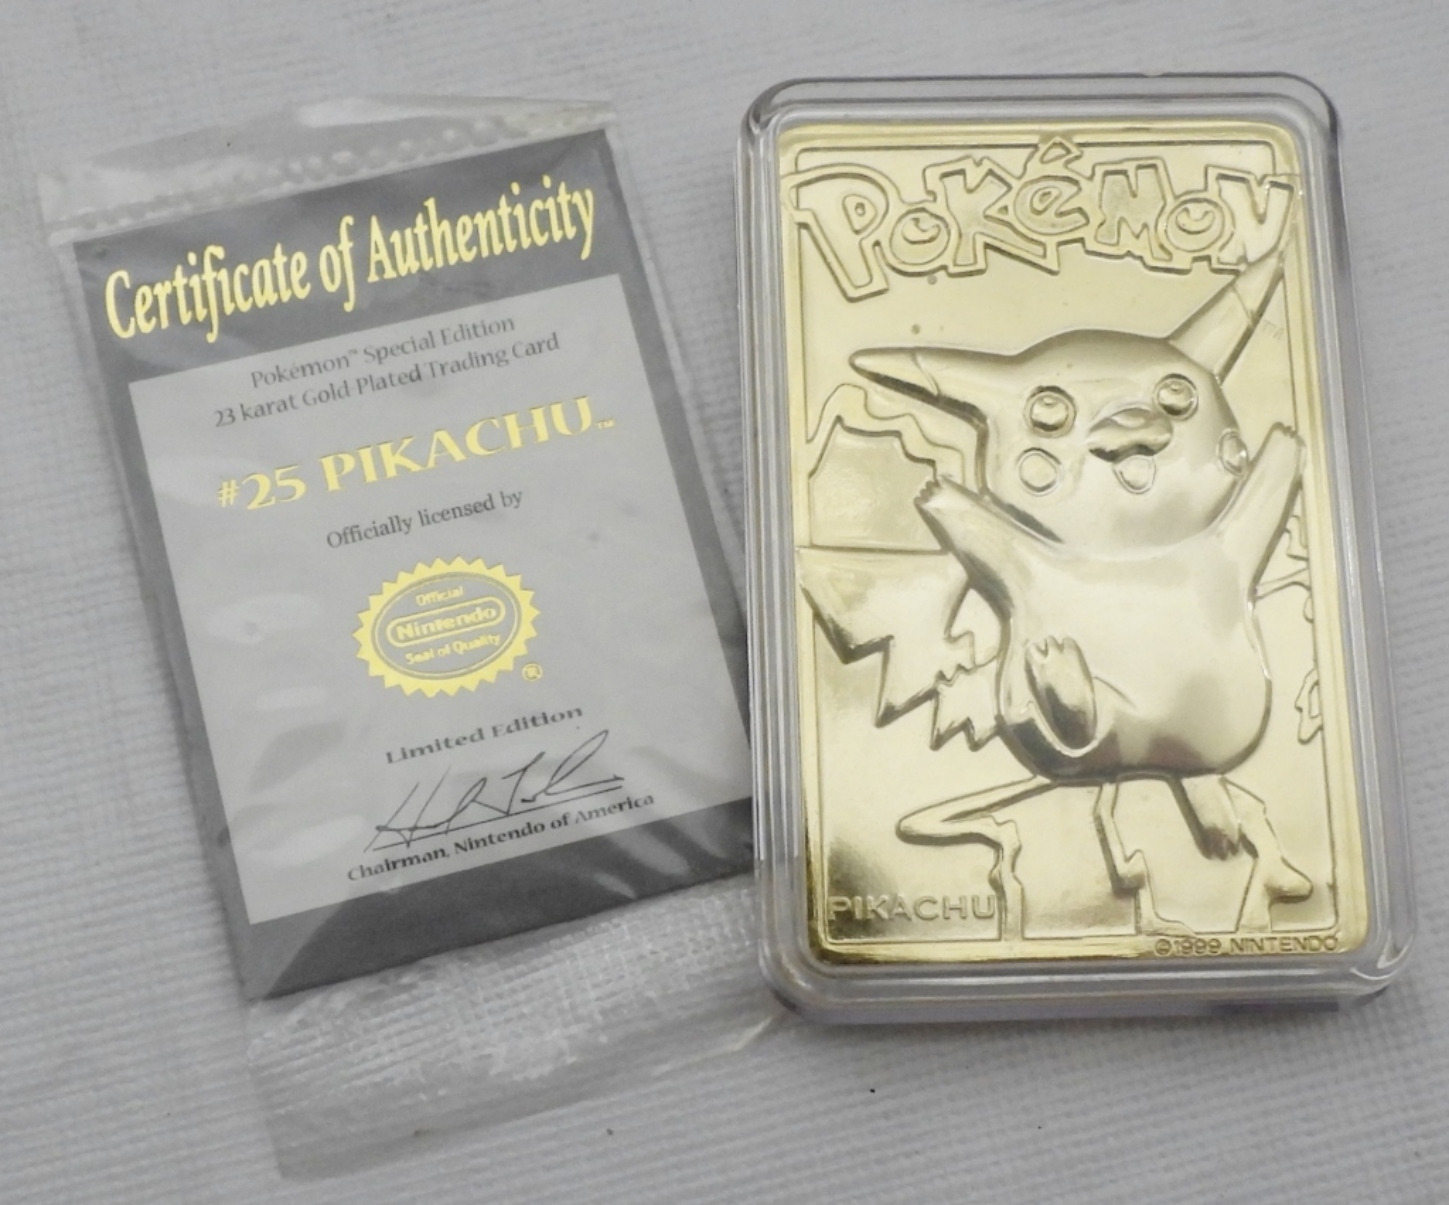 Certificate of Authenticity
Pokémon™ Special Edition
23 karat Gold-Plated Trading Card
#25 PIKACHU™
Officially licensed by
Official
Nintendo
Seal of Quality
®
Limited Edition
Chairman, Nintendo of America
POKéMON
PIKACHU
©1999 NINTENDO